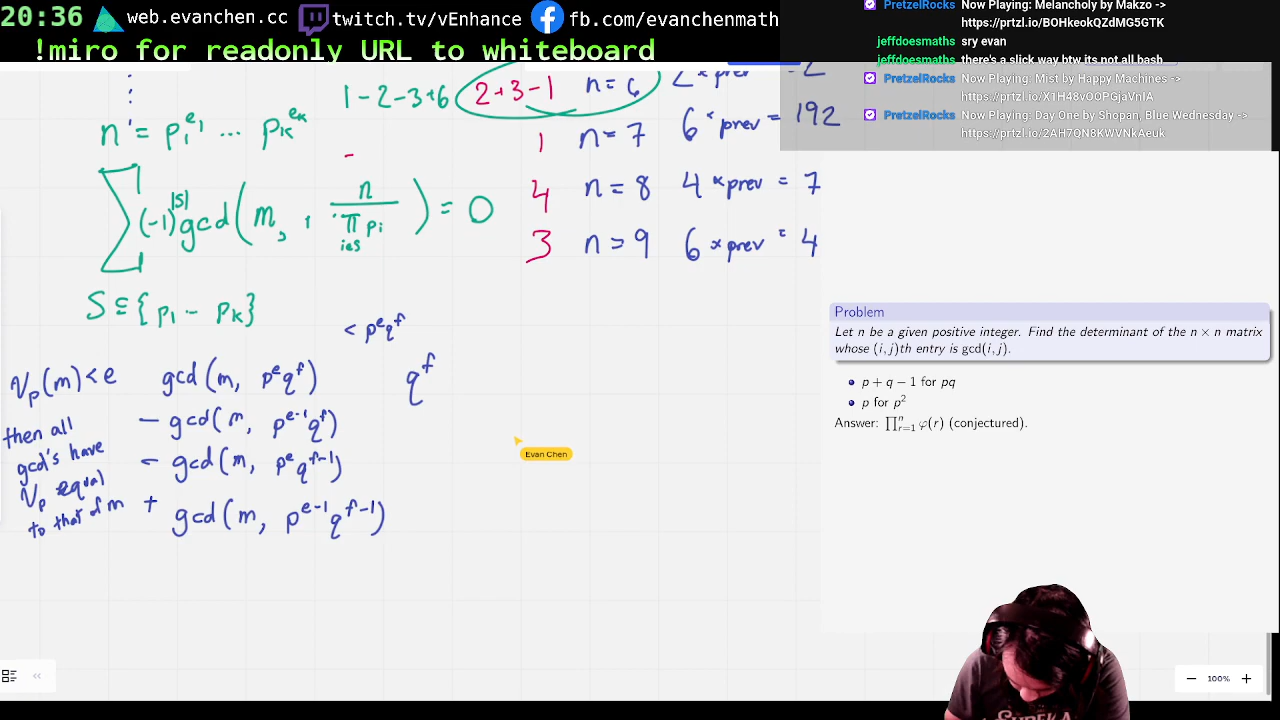 20:36 web.evanchen.cc twitch.tv/vEnhance fb.com/evanchenmath
!miro for readonly URL to whiteboard
PretzelRocks Now Playing: Melancholy by Makzo ->
https://prtzl.io/BOHkeokQZdMG5GTK
jeffdoesmaths sry evan
jeffdoesmaths there's a slick way btw its not all bash
PretzelRocks Now Playing: Mist by Happy Machines ->
https://prtzl.io/X1H48vOOPGjaVnIA
PretzelRocks Now Playing: Day One by Shopan, Blue Wednesday ->
https://prtzl.io/2AH7QN8KWVNkAeuk
1-2-3+6 2+3-1 n=6 2 × prev = 2
n = p₁^e₁ ... pₖ^eₖ
1 n=7 6 × prev = 192
∑ (-1)^|S| gcd(m, n / ∏ pi) = 0
i∈S
4 n=8 4 × prev = 7
3 n=9 6 × prev = 4
S ⊆ {p₁ - pₖ}
< p^e q^f
νp(m) < e gcd(m, p^e q^f) q^f
then all - gcd(m, p^e-1 q^f)
gcd's have - gcd(m, p^e q^f-1)
νp equal
to that of m + gcd(m, p^e-1 q^f-1)
Evan Chen
Problem
Let n be a given positive integer. Find the determinant of the n × n matrix
whose (i, j)th entry is gcd(i, j).
• p + q − 1 for pq
• p for p²
Answer: ∏ⁿr=1 φ(r) (conjectured).
100%